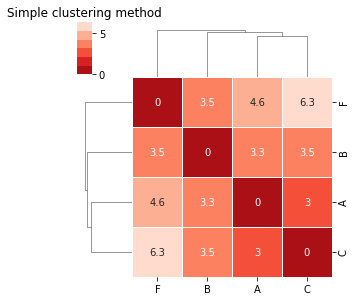 Simple clustering method
5
0
0 3.5 4.6 6.3 F
3.5 0 3.3 3.5 B
4.6 3.3 0 3 A
6.3 3.5 3 0 C
F B A C